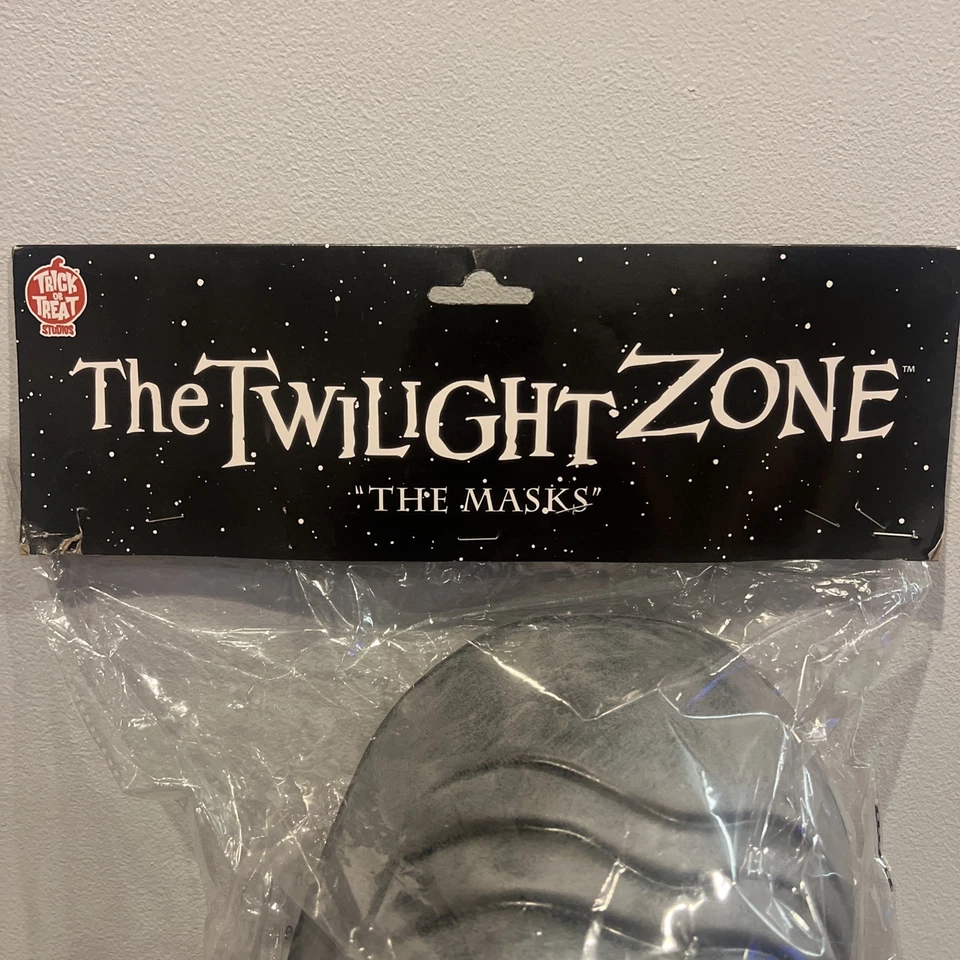 TRICK
OR
TREAT
STUDIOS
The TWILIGHT ZONE™
"THE MASKS"